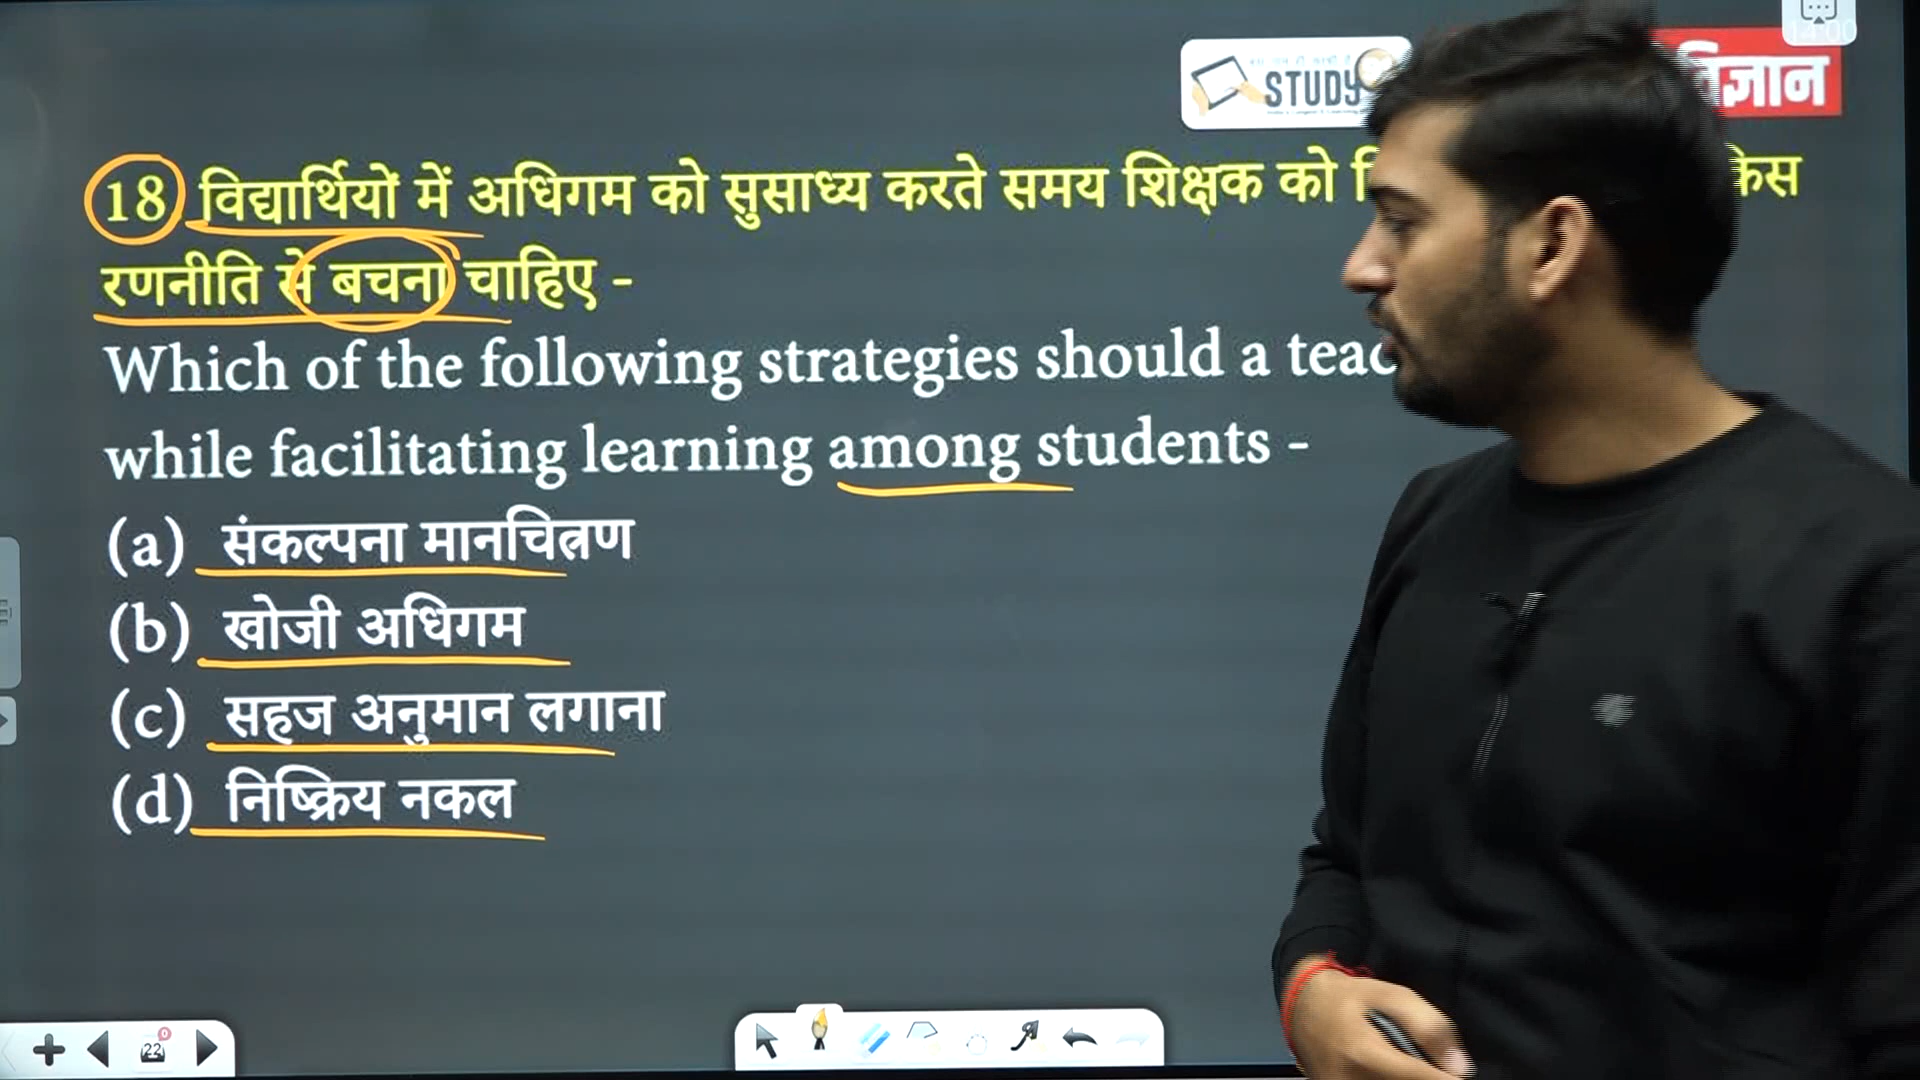 STUDY
विज्ञान
18 विद्यार्थियों में अधिगम को सुसाध्य करते समय शिक्षक को किस
रणनीति से बचना चाहिए -
Which of the following strategies should a
while facilitating learning among students -
(a) संकल्पना मानचित्रण
(b) खोजी अधिगम
(c) सहज अनुमान लगाना
(d) निष्क्रिय नकल
22